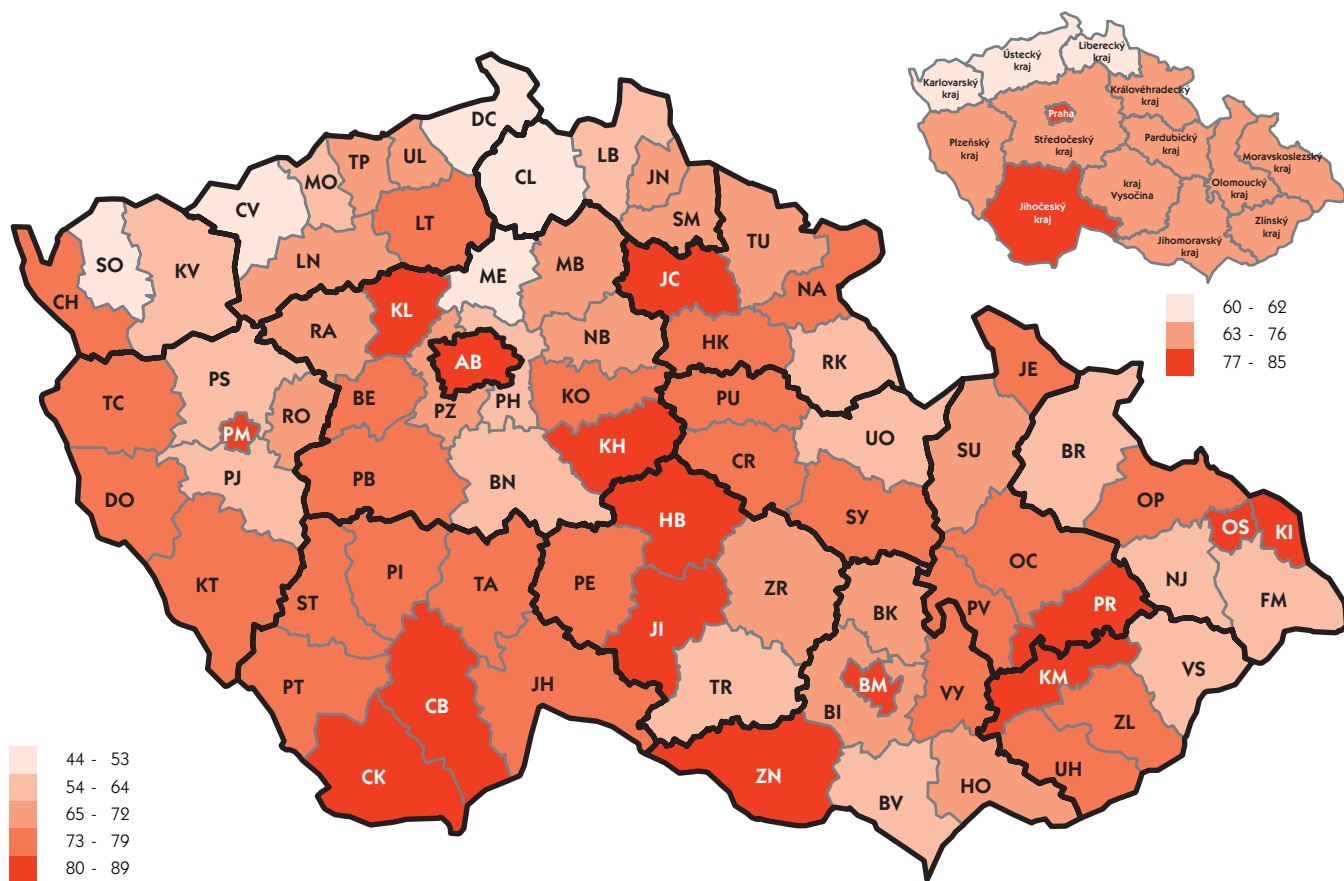 Ústecký
kraj
Liberecký
kraj
Karlovarský
kraj
Královéhradecký
kraj
Praha
Plzeňský
kraj
Středočeský
kraj
Pardubický
kraj
Moravskoslezský
kraj
kraj
Vysočina
Olomoucký
kraj
Jihočeský
kraj
Zlínský
kraj
Jihomoravský
kraj
60 - 62
63 - 76
77 - 85
DC
TP
UL
LB
MO
CL
JN
CV
LT
SM
TU
SO
KV
LN
ME
MB
JC
NA
CH
KL
RA
NB
HK
AB
RK
JE
PS
TC
RO
BE
PZ
PH
KO
PU
PM
KH
UO
SU
BR
CR
PJ
PB
BN
DO
OP
HB
SY
OS
KI
PI
TA
PE
OC
KT
ST
ZR
BK
PV
PR
NJ
FM
JI
PT
CB
JH
TR
BM
BI
VY
KM
VS
ZL
CK
ZN
BV
HO
UH
44 - 53
54 - 64
65 - 72
73 - 79
80 - 89